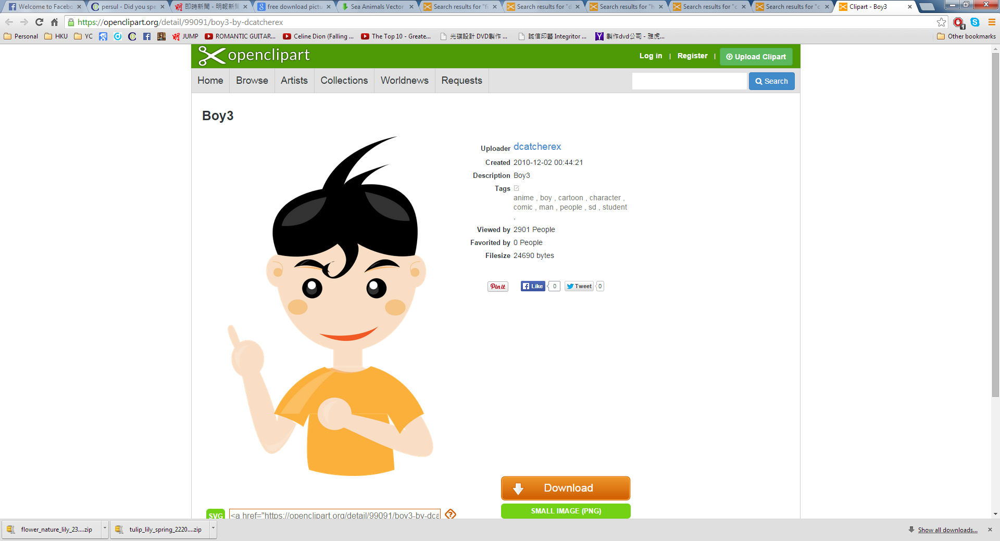 Welcome to Facebo
persul - Did you spe
即時新聞 - 明報新聞
free download pictu
Sea Animals Vector
Search results for "fi
Search results for "d
Search results for "h
Search results for "c
Search results for "c
Clipart - Boy3
https://openclipart.org/detail/99091/boy3-by-dcatcherex
1
Personal
HKU
YC
JUMP
ROMANTIC GUITAR...
Celine Dion (Falling ...
The Top 10 - Greate...
光碟設計 DVD製作 ...
誠信印藝 Integritor ...
製作dvd公司 - 雅虎...
Other bookmarks
openclipart
Log in | Register | Upload Clipart
Home Browse Artists Collections Worldnews Requests
Search
Boy3
Uploader dcatcherex
Created 2010-12-02 00:44:21
Description Boy3
Tags
anime , boy , cartoon , character ,
comic , man , people , sd , student
,
Viewed by 2901 People
Favorited by 0 People
Filesize 24690 bytes
Pin it
Like 0
Tweet 0
Download
SVG
<a href="https://openclipart.org/detail/99091/boy3-by-dca
SMALL IMAGE (PNG)
flower_nature_lily_23....zip
tulip_lily_spring_2220....zip
Show all downloads...